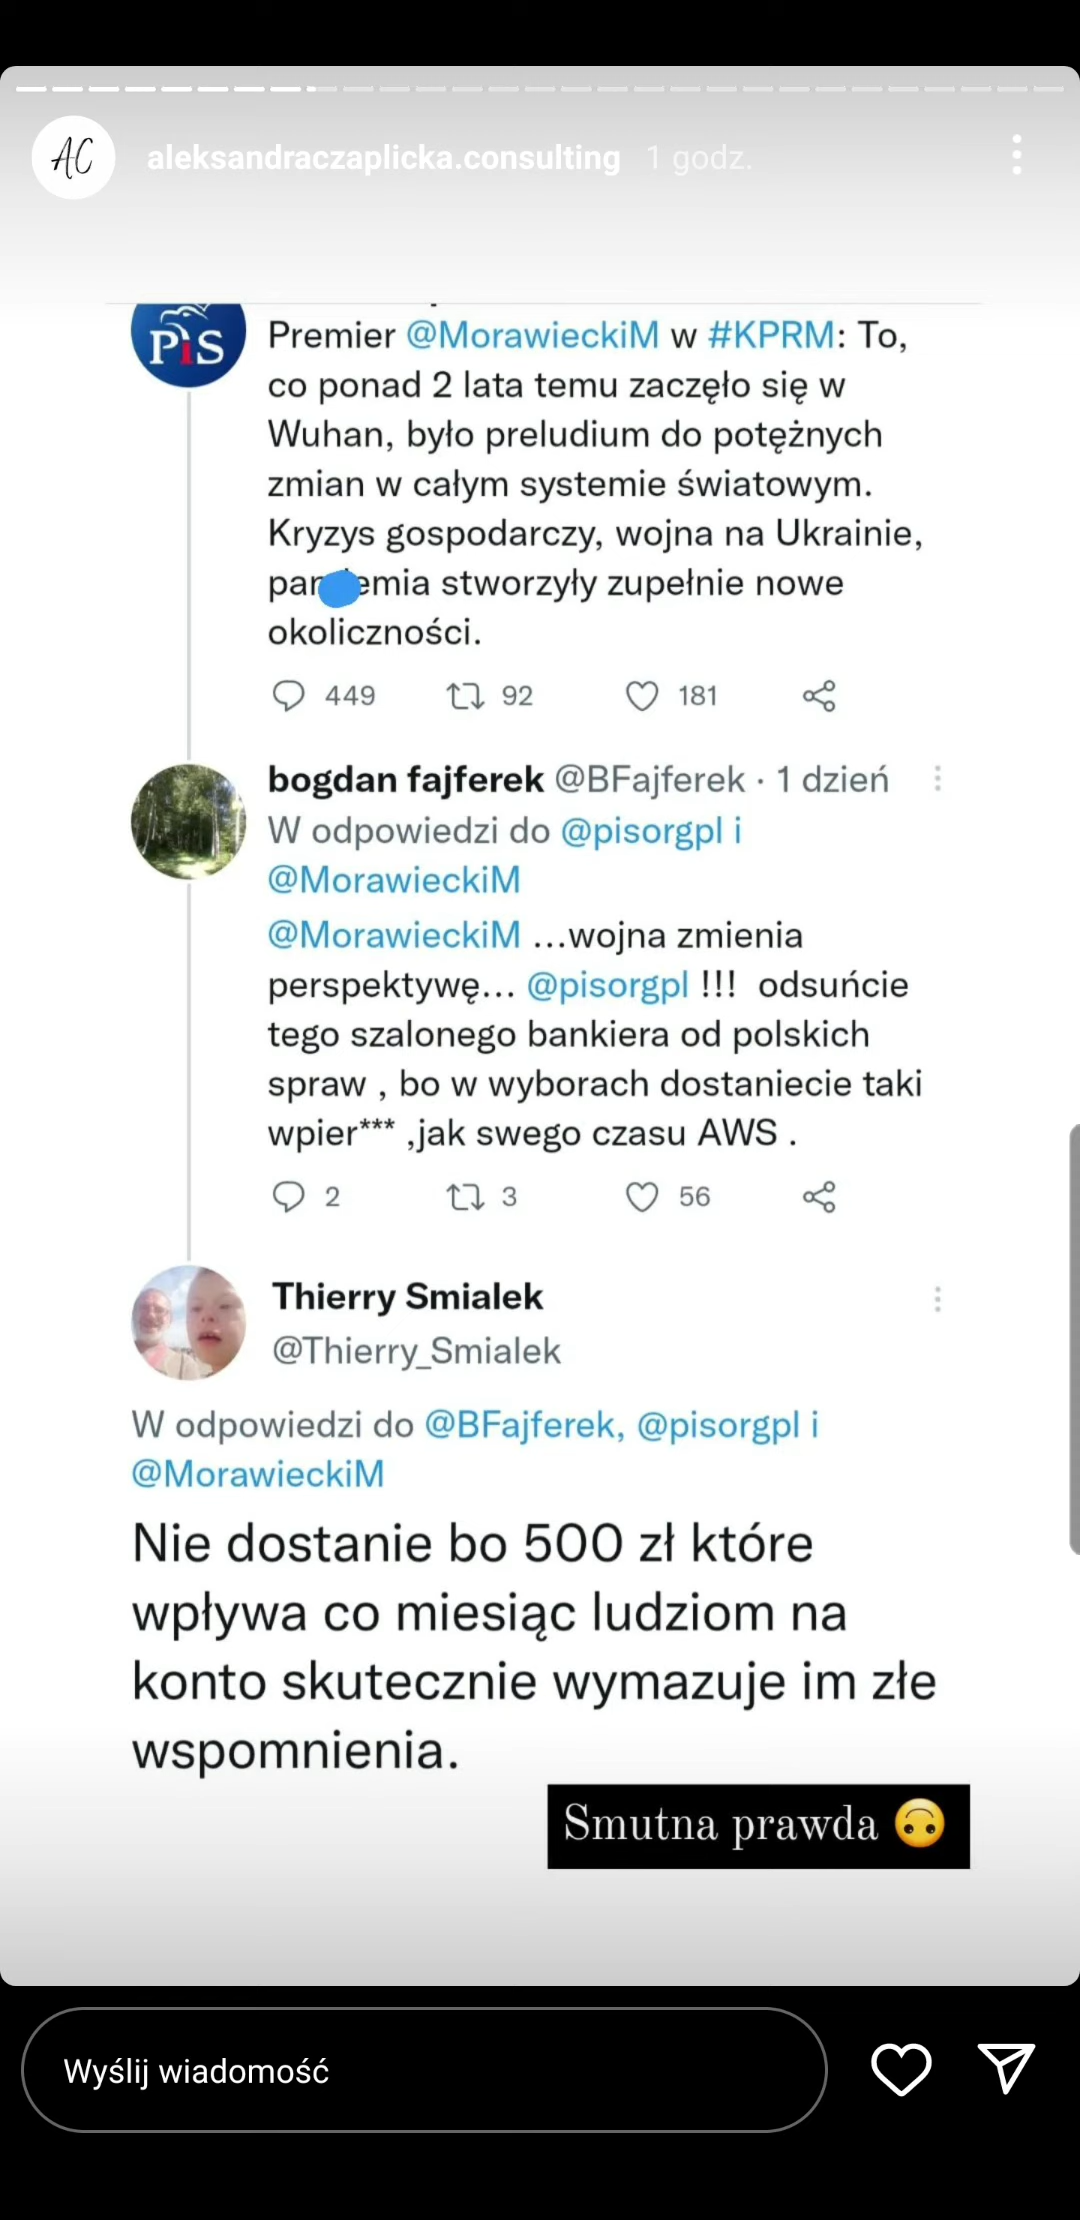 AC
aleksandraczaplicka.consulting 1 godz.
PiS
Premier @MorawieckiM w #KPRM: To,
co ponad 2 lata temu zaczęło się w
Wuhan, było preludium do potężnych
zmian w całym systemie światowym.
Kryzys gospodarczy, wojna na Ukrainie,
stworzyły zupełnie nowe
okoliczności.
449 92 181
bogdan fajferek @BFajferek · 1 dzień
W odpowiedzi do @pisorgpl i
@MorawieckiM
@MorawieckiM ...wojna zmienia
perspektywę... @pisorgpl !!! odsuńcie
tego szalonego bankiera od polskich
spraw , bo w wyborach dostaniecie taki
wpier*** ,jak swego czasu AWS .
2 3 56
Thierry Smialek
@Thierry_Smialek
W odpowiedzi do @BFajferek, @pisorgpl i
@MorawieckiM
Nie dostanie bo 500 zł które
wpływa co miesiąc ludziom na
konto skutecznie wymazuje im złe
wspomnienia.
Smutna prawda 🙃
Wyślij wiadomość